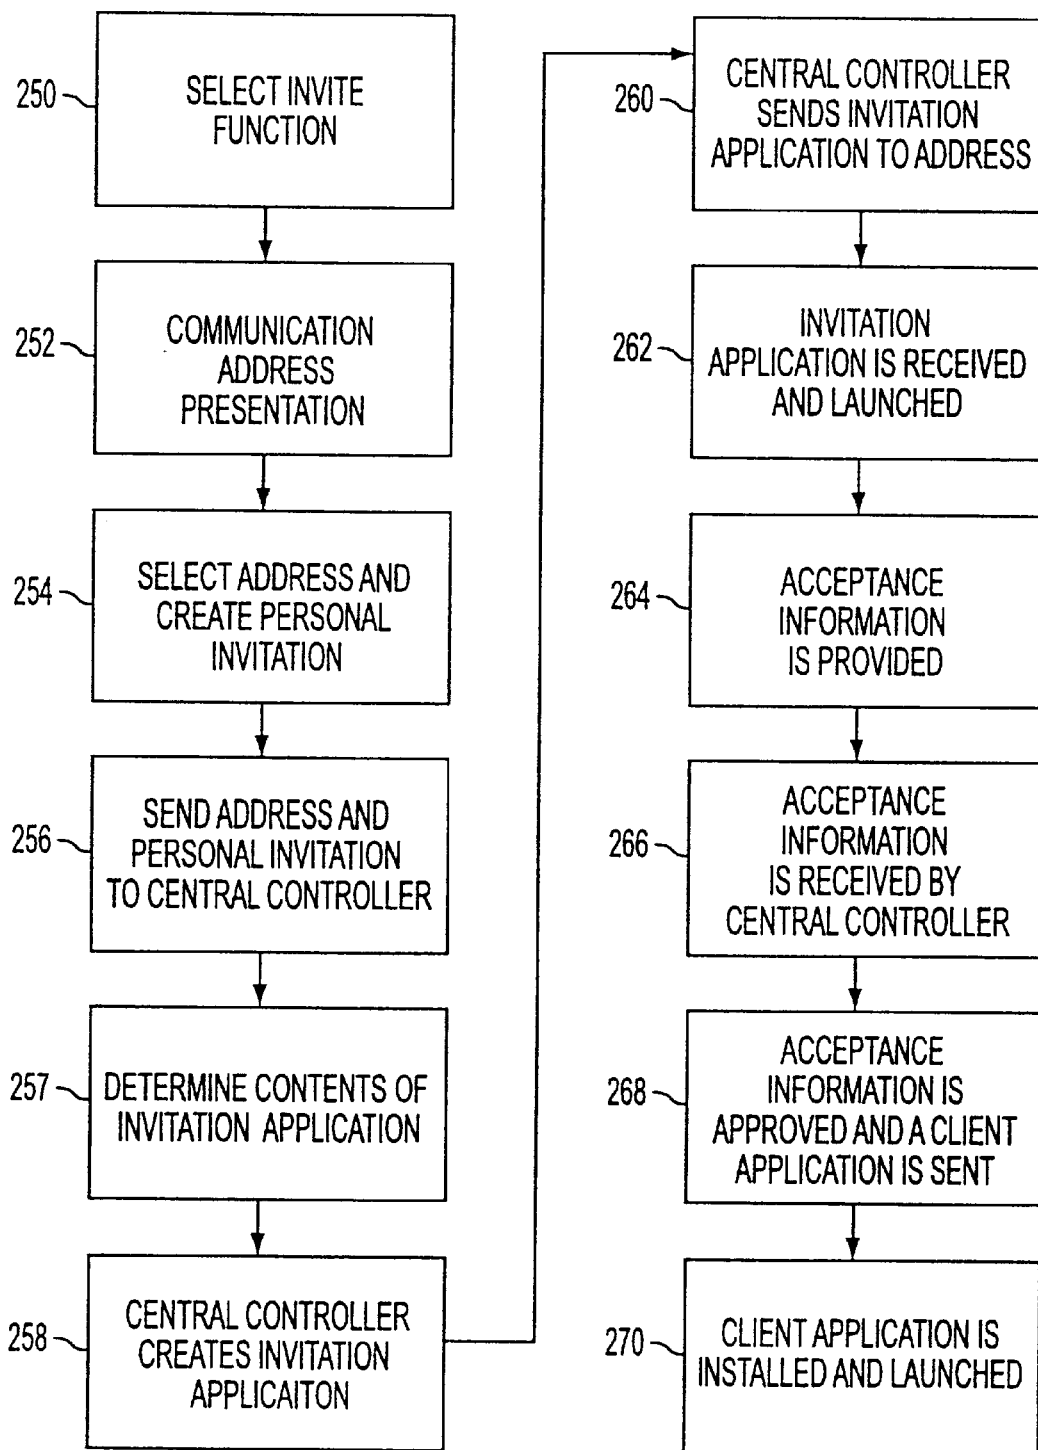 250
SELECT INVITE
FUNCTION
252
COMMUNICATION
ADDRESS
PRESENTATION
254
SELECT ADDRESS AND
CREATE PERSONAL
INVITATION
256
SEND ADDRESS AND
PERSONAL INVITATION
TO CENTRAL CONTROLLER
257
DETERMINE CONTENTS OF
INVITATION APPLICATION
258
CENTRAL CONTROLLER
CREATES INVITATION
APPLICAITON
260
CENTRAL CONTROLLER
SENDS INVITATION
APPLICATION TO ADDRESS
262
INVITATION
APPLICATION IS RECEIVED
AND LAUNCHED
264
ACCEPTANCE
INFORMATION
IS PROVIDED
266
ACCEPTANCE
INFORMATION
IS RECEIVED BY
CENTRAL CONTROLLER
268
ACCEPTANCE
INFORMATION IS
APPROVED AND A CLIENT
APPLICATION IS SENT
270
CLIENT APPLICATION IS
INSTALLED AND LAUNCHED